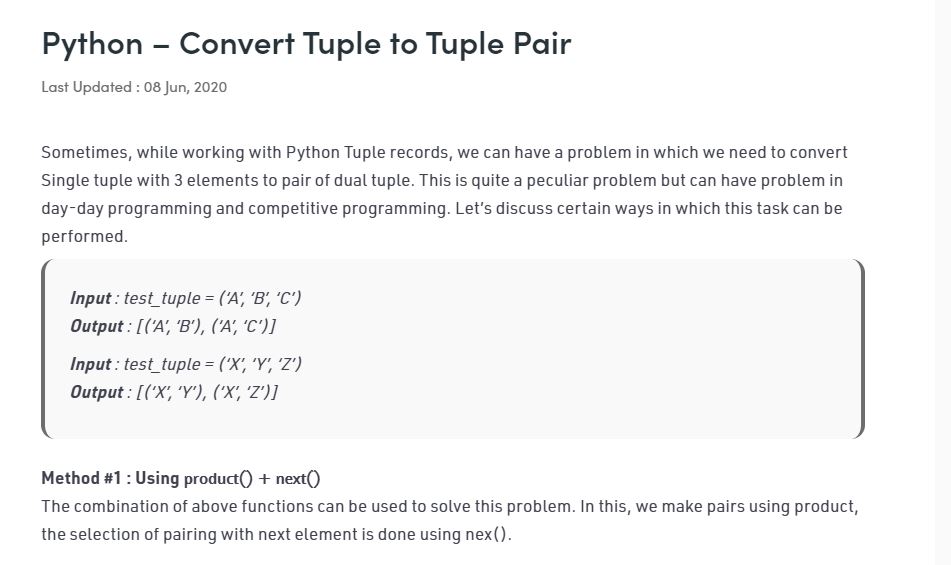 Python – Convert Tuple to Tuple Pair
Last Updated : 08 Jun, 2020
Sometimes, while working with Python Tuple records, we can have a problem in which we need to convert
Single tuple with 3 elements to pair of dual tuple. This is quite a peculiar problem but can have problem in
day-day programming and competitive programming. Let’s discuss certain ways in which this task can be
performed.
Input : test_tuple = (‘A’, ‘B’, ‘C’)
Output : [(‘A’, ‘B’), (‘A’, ‘C’)]
Input : test_tuple = (‘X’, ‘Y’, ‘Z’)
Output : [(‘X’, ‘Y’), (‘X’, ‘Z’)]
Method #1 : Using product() + next()
The combination of above functions can be used to solve this problem. In this, we make pairs using product,
the selection of pairing with next element is done using nex().